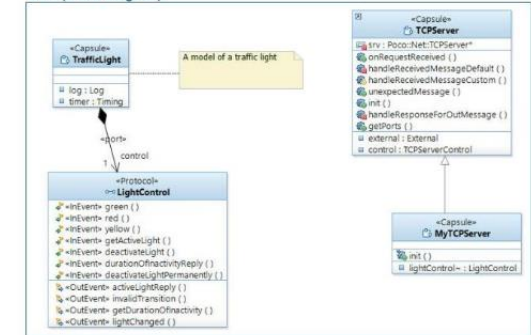 «Capsule»
TrafficLight
log : Log
timer : Timing
A model of a traffic light
«port»
1
control
«Protocol»
LightControl
«InEvent» green ( )
«InEvent» red ( )
«InEvent» yellow ( )
«InEvent» getActiveLight ( )
«InEvent» deactivateLight ( )
«InEvent» durationOfinactivityReply ( )
«InEvent» deactivateLightPermanently ( )
«OutEvent» activeLightReply ( )
«OutEvent» invalidTransition ( )
«OutEvent» getDurationOfinactivity ( )
«OutEvent» lightChanged ( )
«Capsule»
TCPServer
srv : Poco::Net::TCPServer*
onRequestReceived ( )
handleReceivedMessageDefault ( )
handleReceivedMessageCustom ( )
unexpectedMessage ( )
init ( )
handleResponseForOutMessage ( )
getPorts ( )
external : External
control : TCPServerControl
«Capsule»
MyTCPServer
init ( )
lightControl~ : LightControl